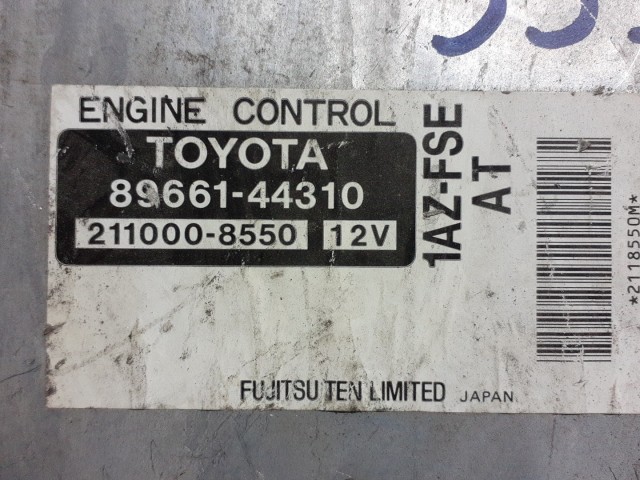 ENGINE CONTROL
TOYOTA
89661-44310
211000-8550 12V
1AZ-FSE
AT
*2118550M*
FUJITSU TEN LIMITED JAPAN